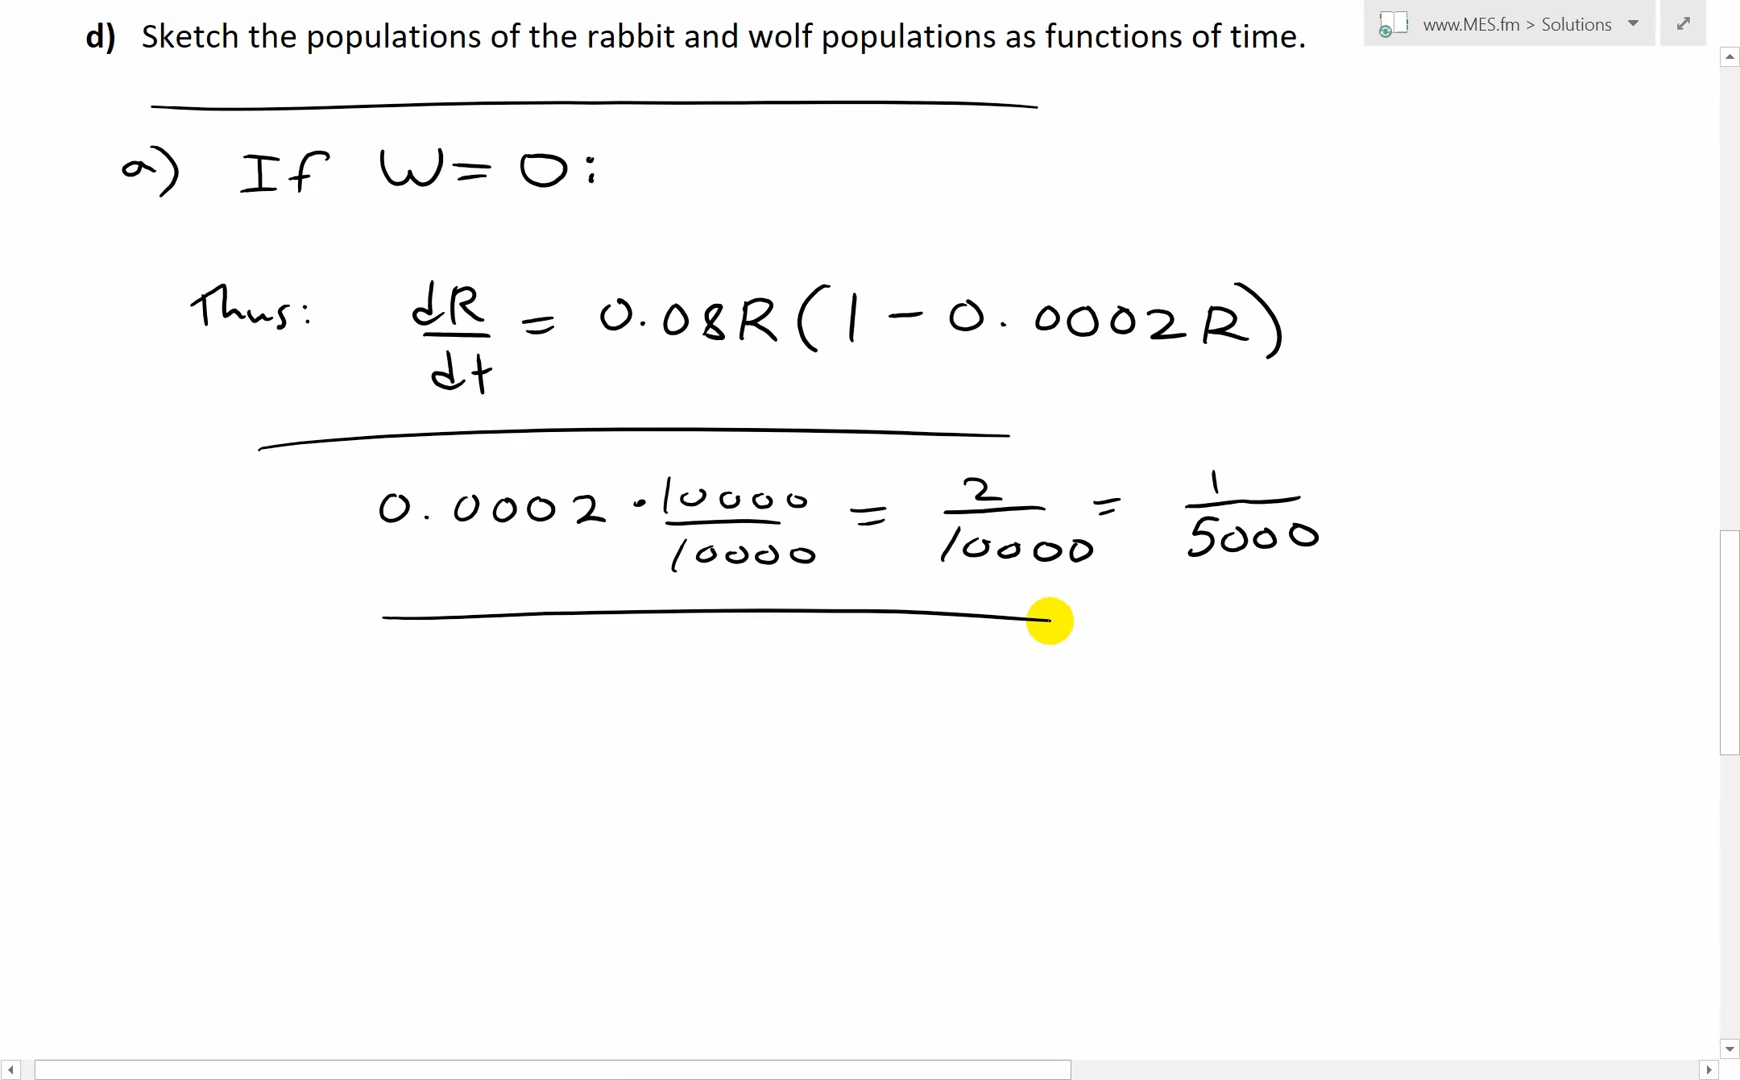 d) Sketch the populations of the rabbit and wolf populations as functions of time.
www.MES.fm > Solutions
a) If W = 0:
Thus: dR/dt = 0.08R(1 - 0.0002R)
0.0002 · 10000/10000 = 2/10000 = 1/5000